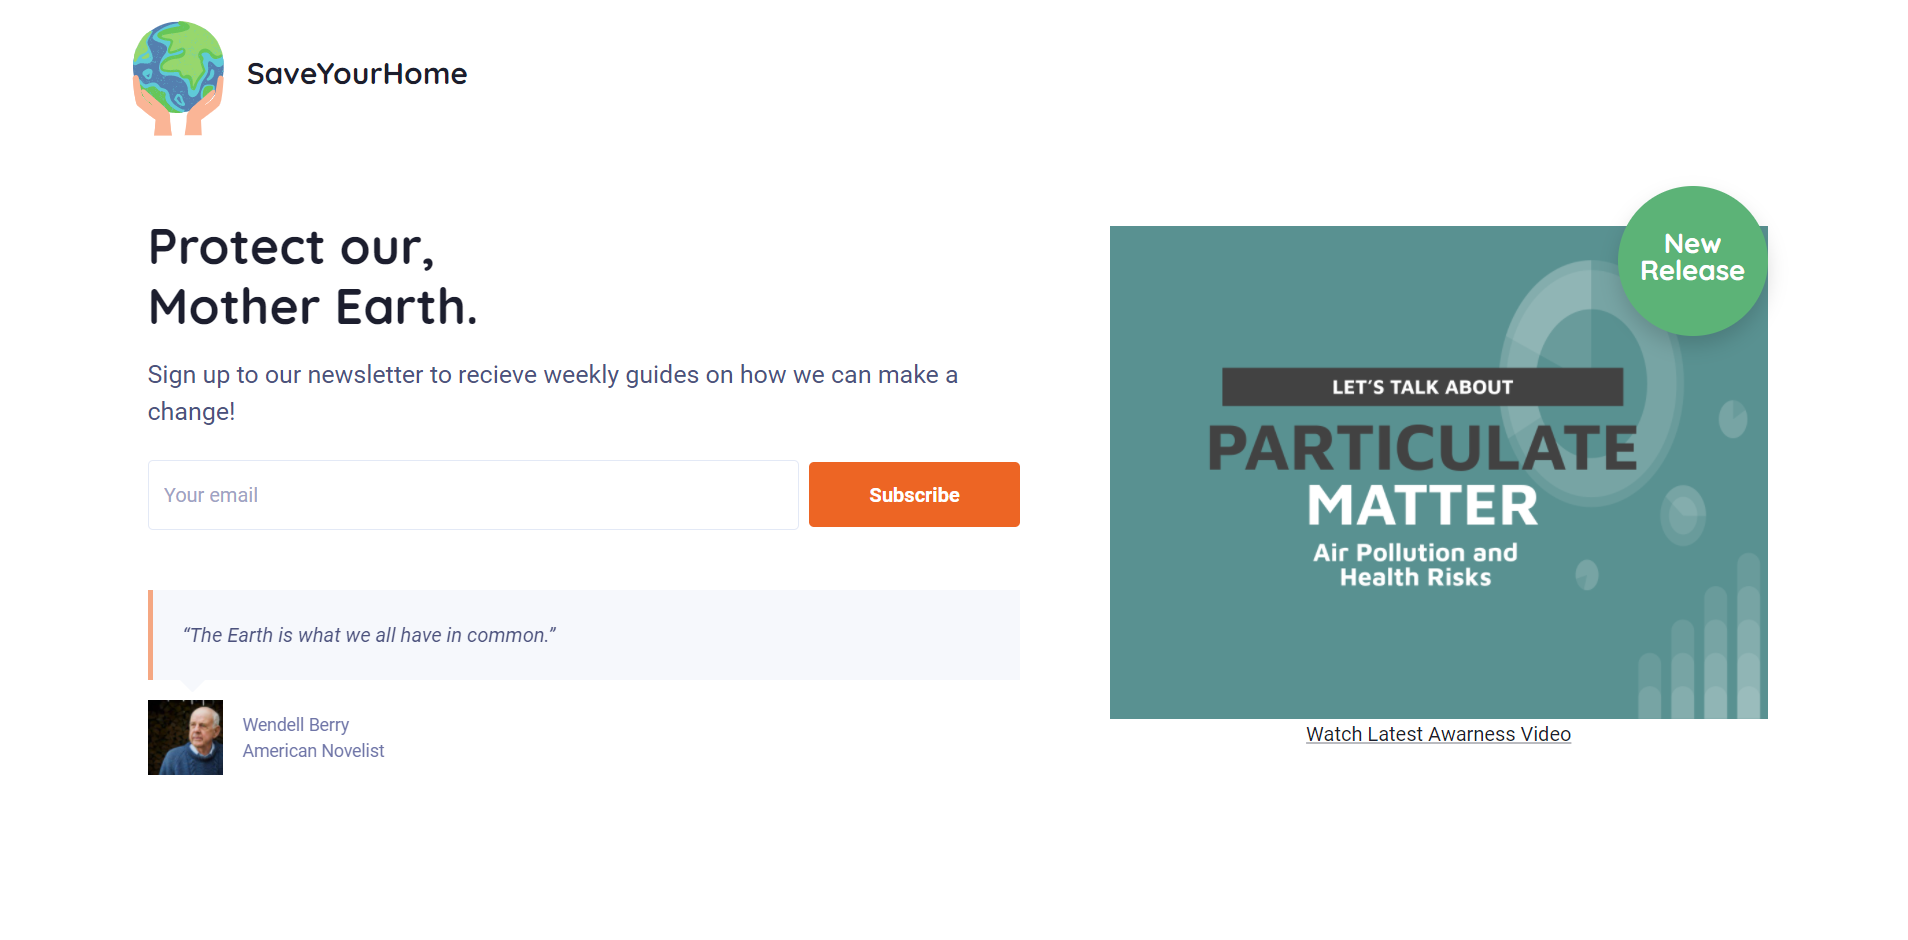 SaveYourHome
Protect our,
Mother Earth.
Sign up to our newsletter to recieve weekly guides on how we can make a
change!
Your email
Subscribe
“The Earth is what we all have in common.”
Wendell Berry
American Novelist
New
Release
LET’S TALK ABOUT
PARTICULATE
MATTER
Air Pollution and
Health Risks
Watch Latest Awarness Video